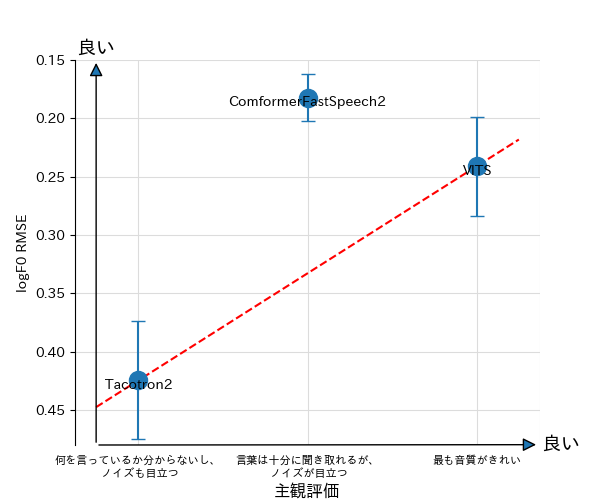 良い
0.15
0.20
0.25
0.30
0.35
0.40
0.45
logF0 RMSE
ComformerFastSpeech2
VITS
Tacotron2
何を言っているか分からないし、
ノイズも目立つ
言葉は十分に聞き取れるが、
ノイズが目立つ
最も音質がきれい
良い
主観評価